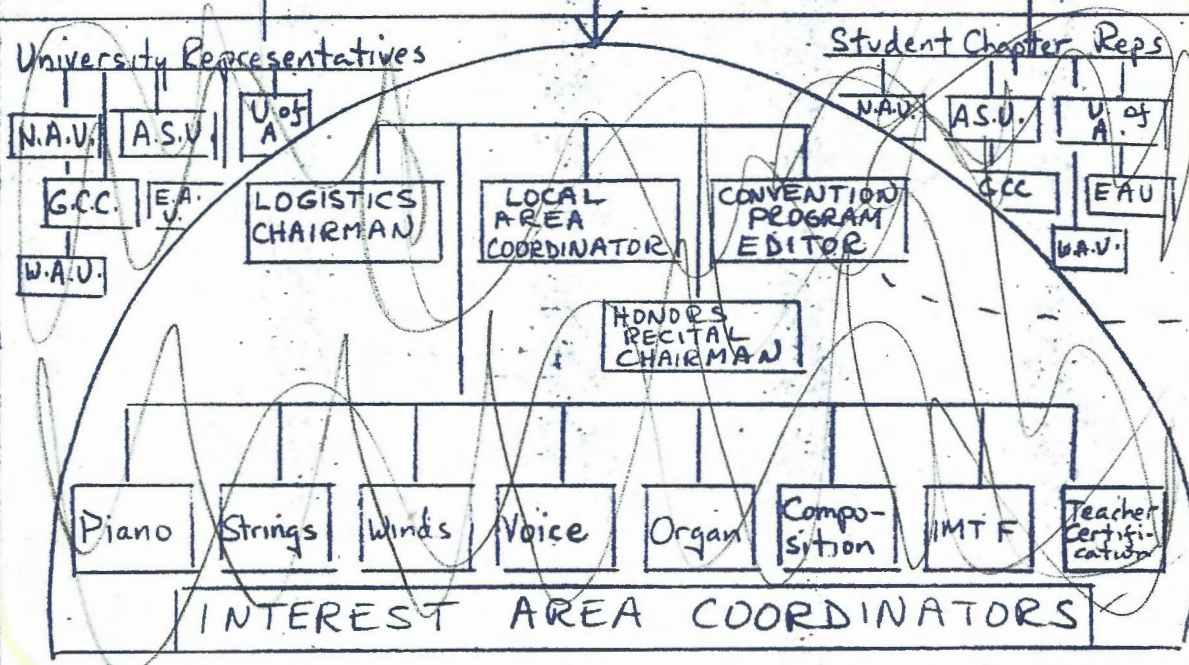 University Representatives
Student Chapter Reps
N.A.U.
A.S.U.
U of
A
N.A.U.
A.S.U.
U of
A.
G.C.C.
E.A.
U.
GCC
EAU
W.A.U.
W.A.U.
LOGISTICS
CHAIRMAN
LOCAL
AREA
COORDINATOR
CONVENTION
PROGRAM
EDITOR
HONORS
RECITAL
CHAIRMAN
Piano
Strings
Winds
Voice
Organ
Compo-
sition
IMTF
Teacher
Certifi-
cation
INTEREST AREA COORDINATORS